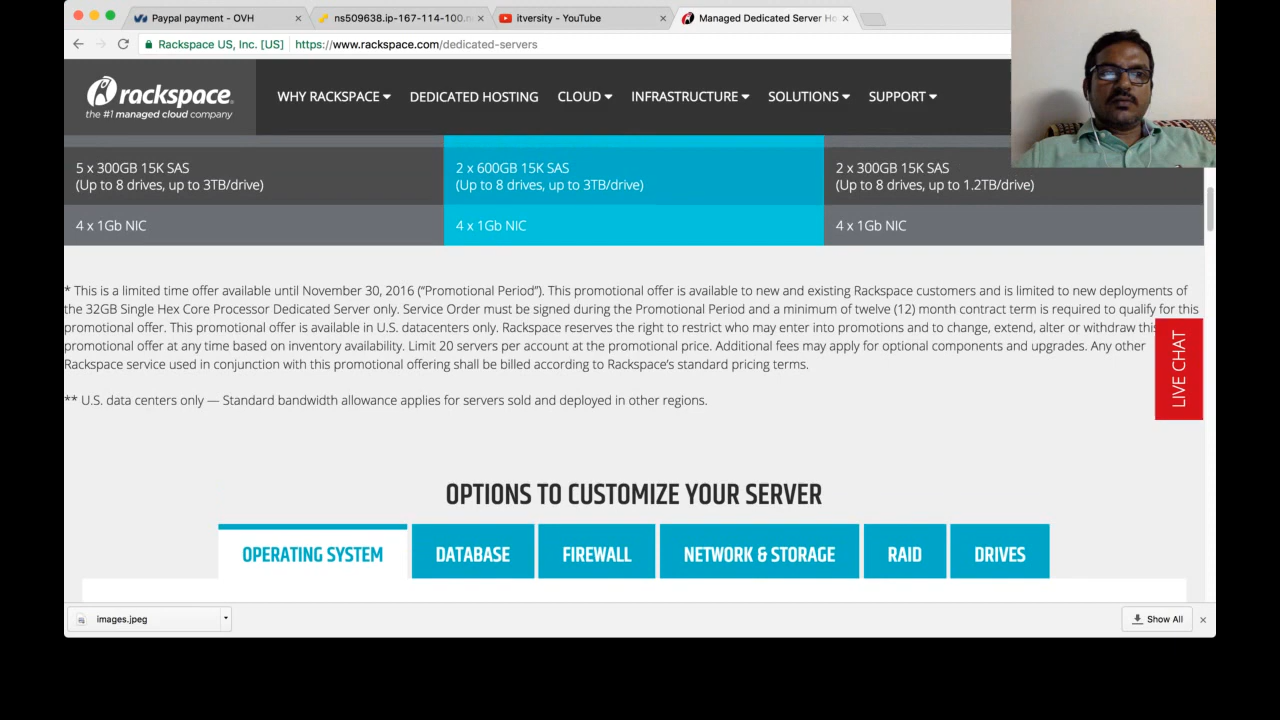 Paypal payment - OVH
ns509638.ip-167-114-100.n
itversity - YouTube
Managed Dedicated Server Ho
Rackspace US, Inc. [US] https://www.rackspace.com/dedicated-servers
rackspace.
the #1 managed cloud company
WHY RACKSPACE DEDICATED HOSTING CLOUD INFRASTRUCTURE SOLUTIONS SUPPORT
5 x 300GB 15K SAS
(Up to 8 drives, up to 3TB/drive)
2 x 600GB 15K SAS
(Up to 8 drives, up to 3TB/drive)
2 x 300GB 15K SAS
(Up to 8 drives, up to 1.2TB/drive)
4 x 1Gb NIC
4 x 1Gb NIC
4 x 1Gb NIC
* This is a limited time offer available until November 30, 2016 (“Promotional Period”). This promotional offer is available to new and existing Rackspace customers and is limited to new deployments of
the 32GB Single Hex Core Processor Dedicated Server only. Service Order must be signed during the Promotional Period and a minimum of twelve (12) month contract term is required to qualify for this
promotional offer. This promotional offer is available in U.S. datacenters only. Rackspace reserves the right to restrict who may enter into promotions and to change, extend, alter or withdraw this
promotional offer at any time based on inventory availability. Limit 20 servers per account at the promotional price. Additional fees may apply for optional components and upgrades. Any other
Rackspace service used in conjunction with this promotional offering shall be billed according to Rackspace’s standard pricing terms.
** U.S. data centers only — Standard bandwidth allowance applies for servers sold and deployed in other regions.
LIVE CHAT
OPTIONS TO CUSTOMIZE YOUR SERVER
OPERATING SYSTEM DATABASE FIREWALL NETWORK & STORAGE RAID DRIVES
images.jpeg
Show All